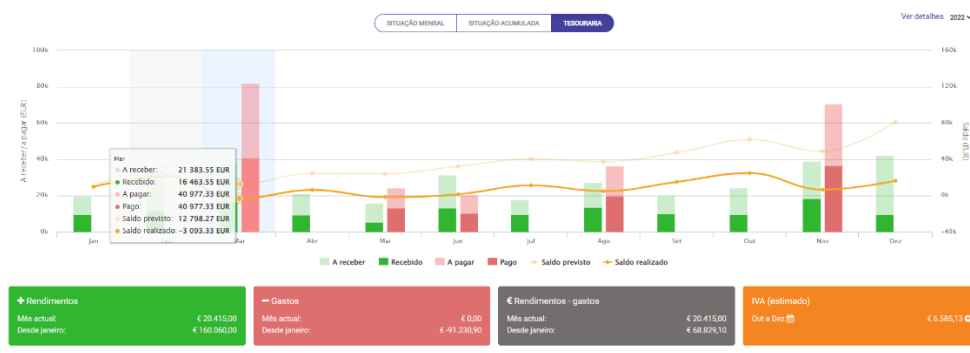 SITUAÇÃO MENSAL SITUAÇÃO ACUMULADA TESOURARIA
Ver detalhes 2022
100k 160k
80k 120k
60k 80k
40k 40k
20k 0k
0k -40k
A receber/ a pagar (EUR)
Saldo (EUR)
Mar
A receber: 21 383.55 EUR
Recebido: 16 463.55 EUR
A pagar: 40 977.33 EUR
Pago: 40 977.33 EUR
Saldo previsto: 12 798.27 EUR
Saldo realizado: -3 093.33 EUR
Jan Mar Abr Mai Jun Jul Ago Set Out Nov Dez
A receber Recebido A pagar Pago Saldo previsto Saldo realizado
Rendimentos
Mês actual: € 20.415,00
Desde janeiro: € 160.060,00
Gastos
Mês actual: € 0,00
Desde janeiro: € -91.230,90
€ Rendimentos - gastos
Mês actual: € 20.415,00
Desde janeiro: € 68.829,10
IVA (estimado)
Out a Dez € 6.585,13